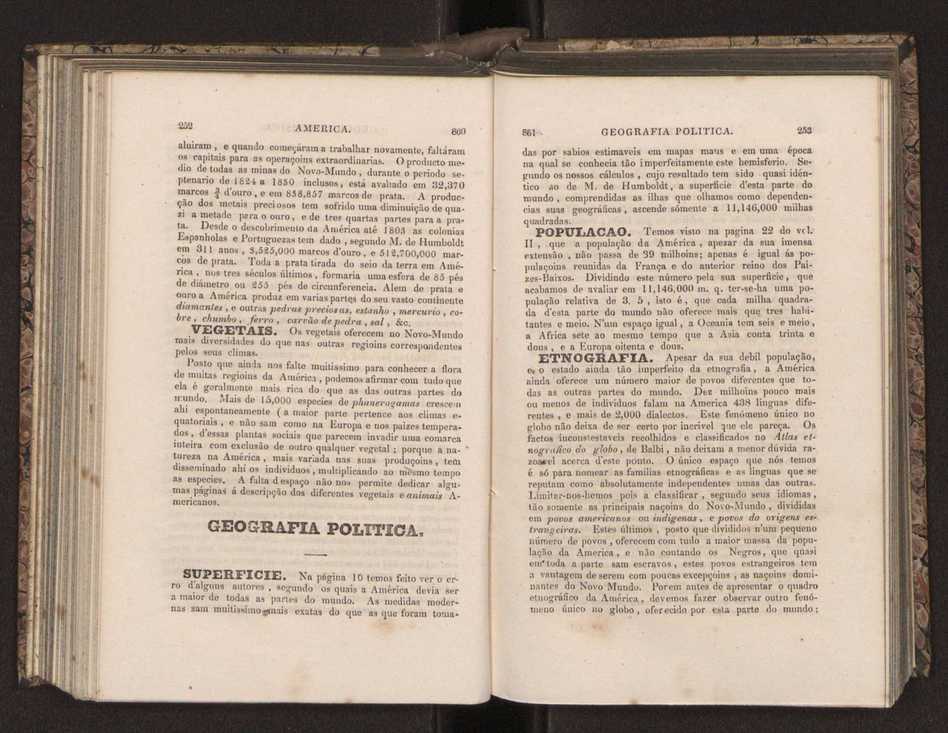 252 AMERICA. 860
aluiram, e quando começáram a trabalhar novamente, faltáram
os capitais para as operaçoins extraordinarias. O producto me-
dio de todas as minas do Novo-Mundo, durante o periodo se-
ptenario de 1824 a 1830 inclusos, está avaliado em 32,370
marcos ¾ d'ouro, e em 858,857 marcos de prata. A produc-
ção dos metais preciosos tem sofrido uma diminuição de qua-
zi a metade para o ouro, e de tres quartas partes para a pra-
ta. Desde o descobrimento da América até 1803 as colonias
Espanholas e Portuguezas tem dado, segundo M. de Humboldt
em 311 anos, 3,525,000 marcos d'ouro, e 512,700,000 mar-
cos de prata. Toda a prata tirada do seio da terra em Amé-
rica, nos tres séculos últimos, formaria uma esfera de 85 pés
de diámetro ou 255 pés de circunferencia. Alem de prata e
ouro a América produz em varias partes do seu vasto continente
diamantes, e outras pedras preciosas, estanho, mercurio, co-
bre, chumbo, ferro, carvão de pedra, sal, &c.
VEGETAIS. Os vegetais oferecem no Novo-Mundo
mais diversidades do que nas outras regioins correspondentes
pelos seus climas.
Posto que ainda nos falte muitissimo para conhecer a flora
de muitas regioins da América, podemos afirmar com tudo que
ela é geralmente mais rica do que as das outras partes do
mundo. Mais de 15,000 especies de phanerogamas crescem
ahi espontaneamente (a maior parte pertence aos climas e-
quatoriais, e não sam como na Europa e nos paizes tempera-
dos, d'essas plantas sociais que parecem invadir uma comarca
inteira com exclusão de outro qualquer vegetal; porque a na-
tureza na América, mais variada nas suas produçoins, tem
disseminado ahi os individuos, multiplicando ao mesmo tempo
as especies. A falta d'espaço não nos permite dedicar algu-
mas páginas á descripção dos diferentes vegetais e animais A-
mericanos.
GEOGRAFIA POLITICA.
SUPERFICIE. Na página 10 temos feito ver o er-
ro d'alguns autores, segundo os quais a América devia ser
a maior de todas as partes do mundo. As medidas moder-
nas sam muitissimo mais exatas do que as que foram toma-
861 GEOGRAFIA POLITICA. 253
das por sabios estimaveis em mapas maus e em uma época
na qual se conhecia tão imperfeitamente este hemisferio. Se-
gundo os nossos cálculos, cujo resultado tem sido quasi idén-
tico ao de M. de Humboldt, a superficie d'esta parte do
mundo, comprendidas as ilhas que olhamos como dependen-
cias suas geográficas, ascende sómente a 11,146,000 milhas
quadradas.
POPULACAO. Temos visto na pagina 22 do vol.
II, que a população da América, apezar da sua imensa
extensão, não passa de 39 milhoins; apenas é igual ás po-
pulaçoins reunidas da França e do anterior reino dos Pai-
zes-Baixos. Dividindo este número pela sua superficie, que
acabamos de avaliar em 11,146,000 m. q. ter-se-ha uma po-
pulação relativa de 3, 5, isto é, que cada milha quadra-
da d'esta parte do mundo não oferece mais que tres habi-
tantes e meio. N'um espaço igual, a Oceania tem seis e meio,
a Africa sete ao mesmo tempo que a Asia conta trinta e
dous, e a Europa oitenta e dous.
ETNOGRAFIA. Apesar da sua debil população,
e o estado ainda tão imperfeito da etnografia, a América
ainda oferece um número maior de povos diferentes que to-
das as outras partes do mundo. Dez milhoins pouco mais
ou menos de individuos falam na America 438 linguas dife-
rentes, e mais de 2,000 dialectos. Este fenómeno único no
globo não deixa de ser certo por incrivel que ele pareça. Os
factos inconstestaveis recolhidos e classificados no Atlas et-
nografico do globo, de Balbi, não deixam a menor dúvida ra-
zoavel acerca d'este ponto. O único espaço que nós temos
é só para nomear as familias etnográficas e as linguas que se
reputam como absolutamente independentes umas das outras.
Limitar-nos-hemos pois a classificar, segundo seus idiomas,
tão somente as principais naçoins do Novo-Mundo, divididas
em povos americanos ou indigenas, e povos de origens es-
trangeiras. Estes últimos, posto que divididos n'um pequeno
número de povos, oferecem com tudo a maior massa da popu-
lação da America, e não contando os Negros, que quasi
em toda a parte sam escravos, estes povos estrangeiros tem
a vantagem de serem com poucas excepçoins, as naçoins domi-
nantes do Novo Mundo. Porem antes de apresentar o quadro
etnográfico da América, devemos fazer observar outro fenó-
meno único no globo, oferecido por esta parte do mundo;